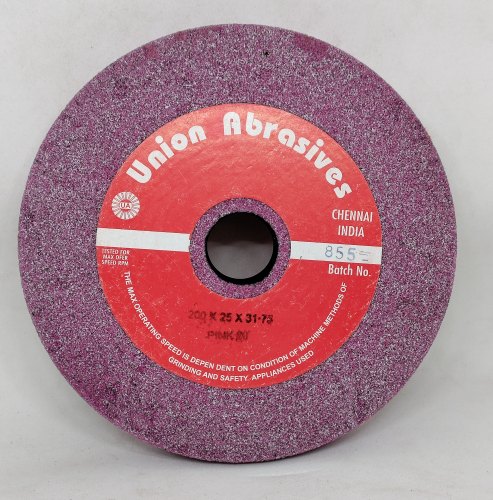 Union Abrasives
UA
CHENNAI
INDIA
TESTED FOR
MAX OPER
SPEED RPM
855
Batch No.
200 X 25 X 31.75
PINK
THE MAX.OPERATING SPEED IS DEPEN DENT ON CONDITION OF MACHINE METHODS OF
GRINDING AND SAFETY. APPLIANCES USED